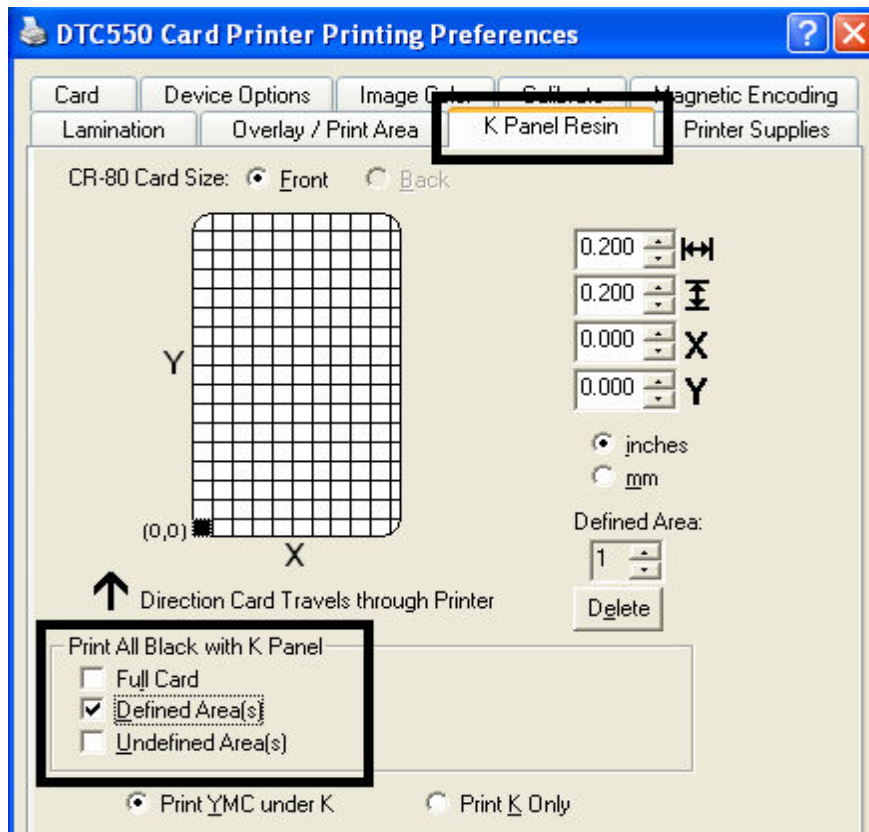 DTC550 Card Printer Printing Preferences
Card Device Options Image Color Calibrate Magnetic Encoding
Lamination Overlay / Print Area K Panel Resin Printer Supplies
CR-80 Card Size: Front Back
0.200
0.200
0.000 X
0.000 Y
Y
inches
mm
(0,0)
X
Defined Area:
1
Direction Card Travels through Printer
Delete
Print All Black with K Panel
Full Card
Defined Area(s)
Undefined Area(s)
Print YMC under K Print K Only